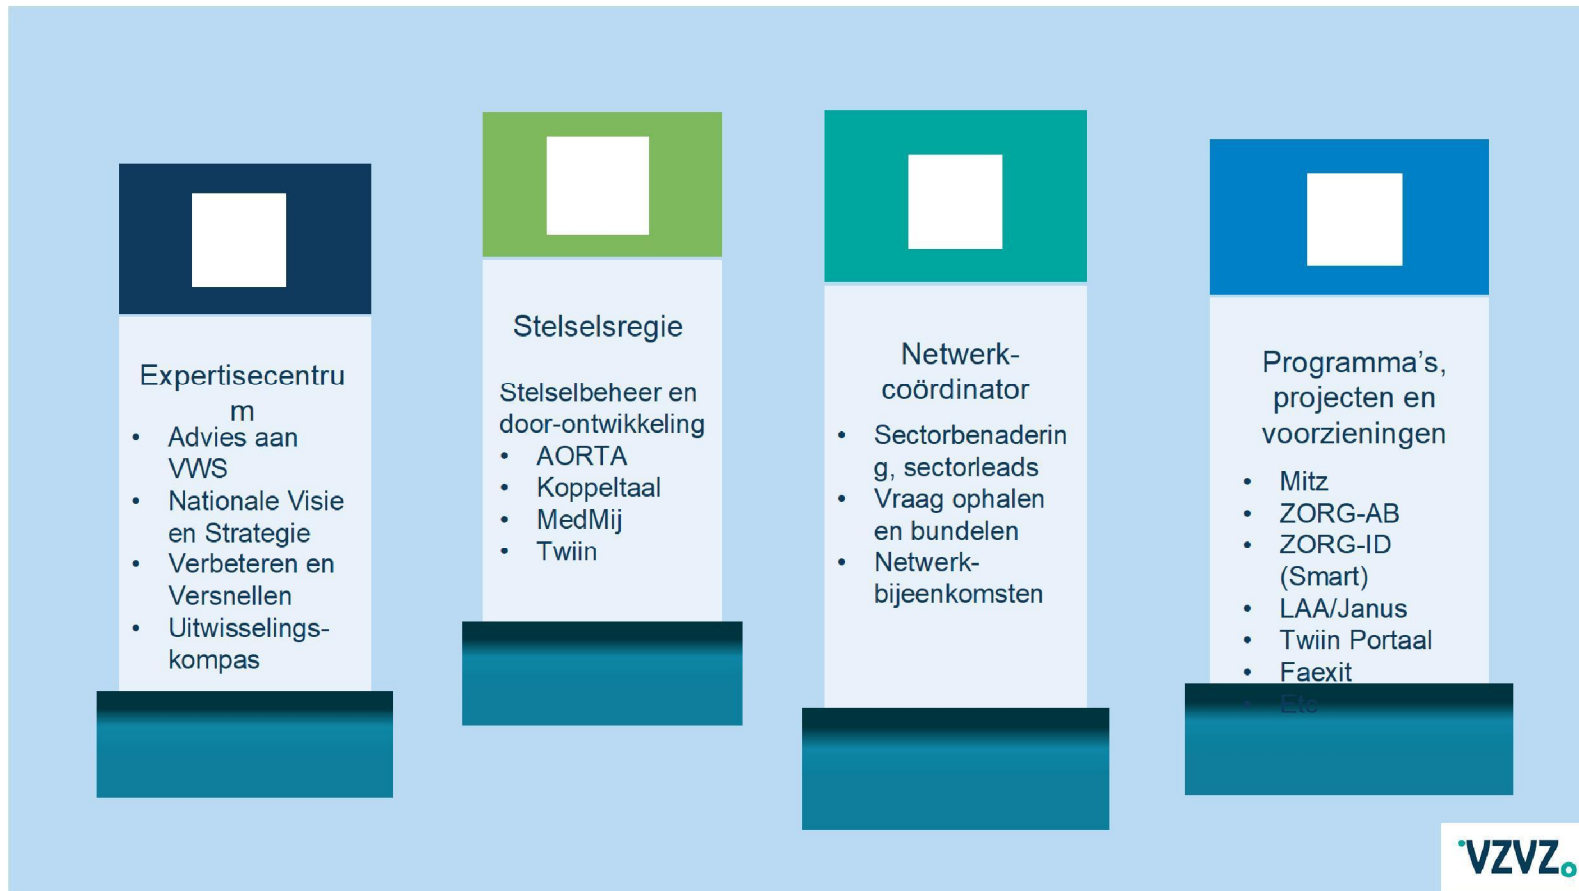 Expertisecentru
m
• Advies aan
VWS
• Nationale Visie
en Strategie
• Verbeteren en
Versnellen
• Uitwisselings-
kompas
Stelselsregie
Stelselbeheer en
door-ontwikkeling
• AORTA
• Koppeltaal
• MedMij
• Twiin
Netwerk-
coördinator
• Sectorbenaderin
g, sectorleads
• Vraag ophalen
en bundelen
• Netwerk-
bijeenkomsten
Programma’s,
projecten en
voorzieningen
• Mitz
• ZORG-AB
• ZORG-ID
(Smart)
• LAA/Janus
• Twiin Portaal
• Faexit
• Etc
VZVZ